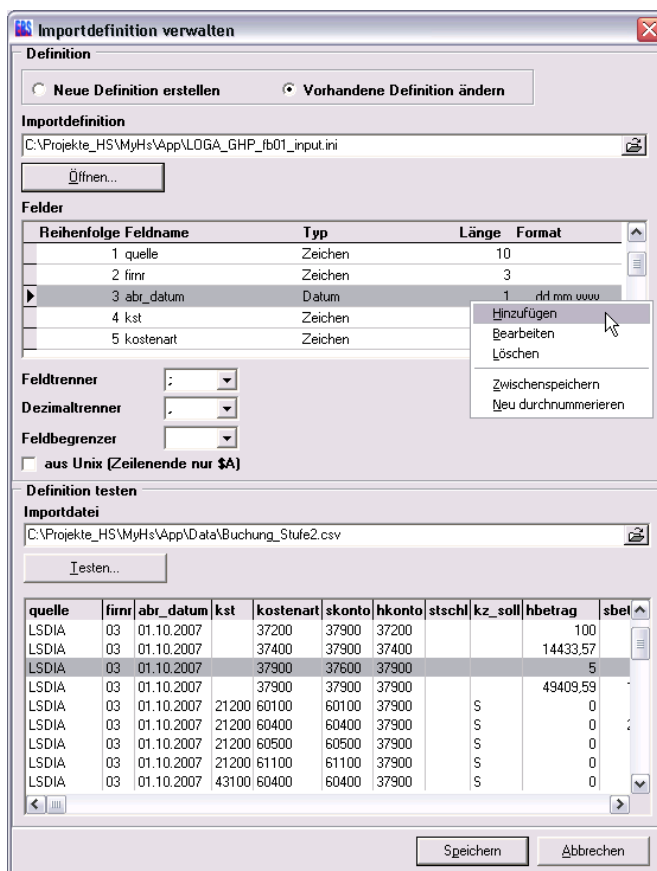 EBS Importdefinition verwalten
Definition
Neue Definition erstellen Vorhandene Definition ändern
Importdefinition
C:\Projekte_HS\MyHs\App\LOGA_GHP_fb01_input.ini
Öffnen...
Felder
Reihenfolge Feldname Typ Länge Format
1 quelle Zeichen 10
2 firnr Zeichen 3
3 abr_datum Datum 1 dd.mm.yyyy
4 kst Zeichen
5 kostenart Zeichen
Hinzufügen
Bearbeiten
Löschen
Zwischenspeichern
Neu durchnummerieren
Feldtrenner ;
Dezimaltrenner ,
Feldbegrenzer
aus Unix (Zeilenende nur $A)
Definition testen
Importdatei
C:\Projekte_HS\MyHs\App\Data\Buchung_Stufe2.csv
Testen...
quelle firnr abr_datum kst kostenart skonto hkonto stschl kz_soll hbetrag sbet
LSDIA 03 01.10.2007 37200 37900 37200 100
LSDIA 03 01.10.2007 37400 37900 37400 14433,57
LSDIA 03 01.10.2007 37900 37600 37900 5
LSDIA 03 01.10.2007 37900 37900 37900 49409,59
LSDIA 03 01.10.2007 21200 60100 60100 37900 S 0
LSDIA 03 01.10.2007 21200 60400 60400 37900 S 0
LSDIA 03 01.10.2007 21200 60500 60500 37900 S 0
LSDIA 03 01.10.2007 21200 61100 61100 37900 S 0
LSDIA 03 01.10.2007 43100 60400 60400 37900 S 0
Speichern Abbrechen